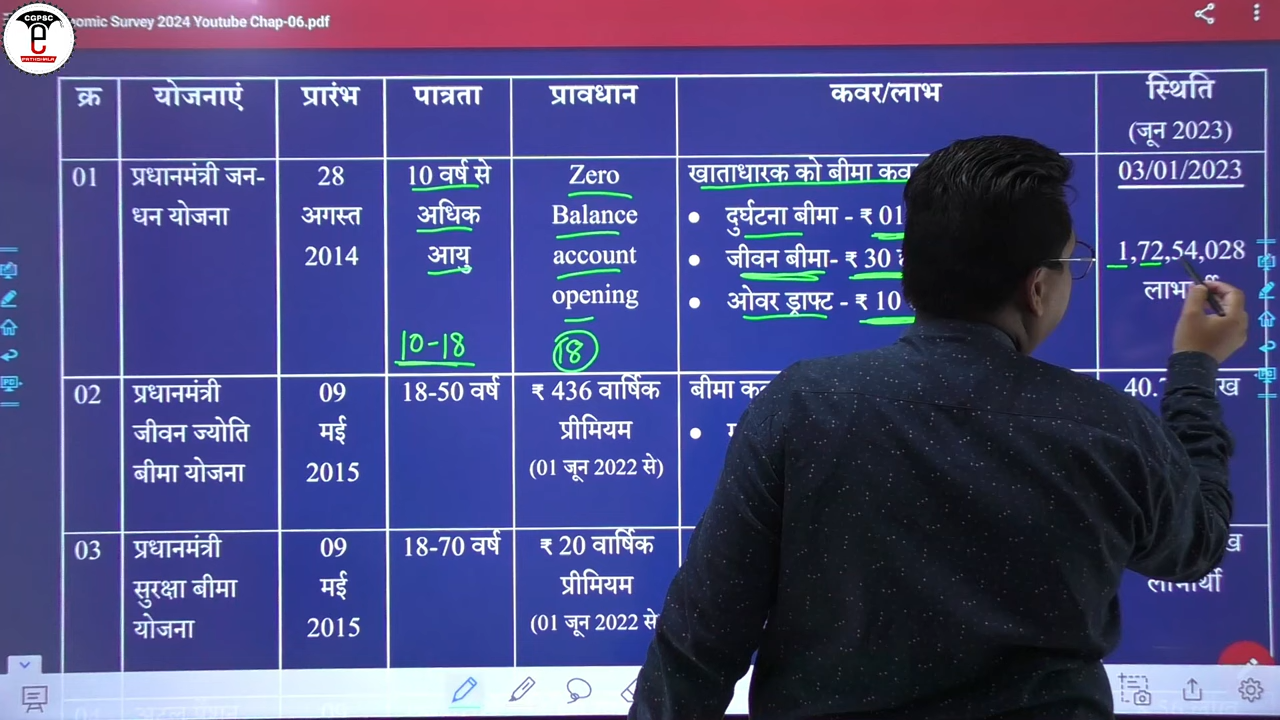 CGPSC
e
PATHSHALA
omic Survey 2024 Youtube Chap-06.pdf
क्र योजनाएं प्रारंभ पात्रता प्रावधान कवर/लाभ स्थिति
(जून 2023)
01 प्रधानमंत्री जन- 28 10 वर्ष से Zero खाताधारक को बीमा 03/01/2023
धन योजना अगस्त अधिक Balance • दुर्घटना बीमा - ₹ 01
2014 आयु account • जीवन बीमा- ₹ 30 1,72,54,028
opening • ओवर ड्राफ्ट - ₹ 10
10-18 18
02 प्रधानमंत्री 09 18-50 वर्ष ₹ 436 वार्षिक बीमा 40.
जीवन ज्योति मई प्रीमियम •
बीमा योजना 2015 (01 जून 2022 से)
03 प्रधानमंत्री 09 18-70 वर्ष ₹ 20 वार्षिक
सुरक्षा बीमा मई प्रीमियम लाभार्थी
योजना 2015 (01 जून 2022 से